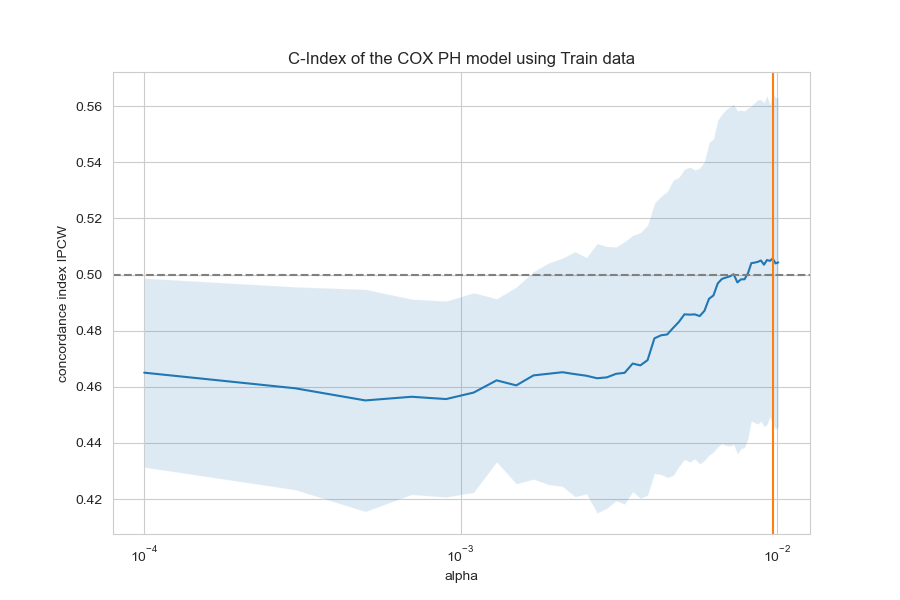 C-Index of the COX PH model using Train data
concordance index IPCW
0.56
0.54
0.52
0.50
0.48
0.46
0.44
0.42
10⁻⁴ 10⁻³ 10⁻²
alpha